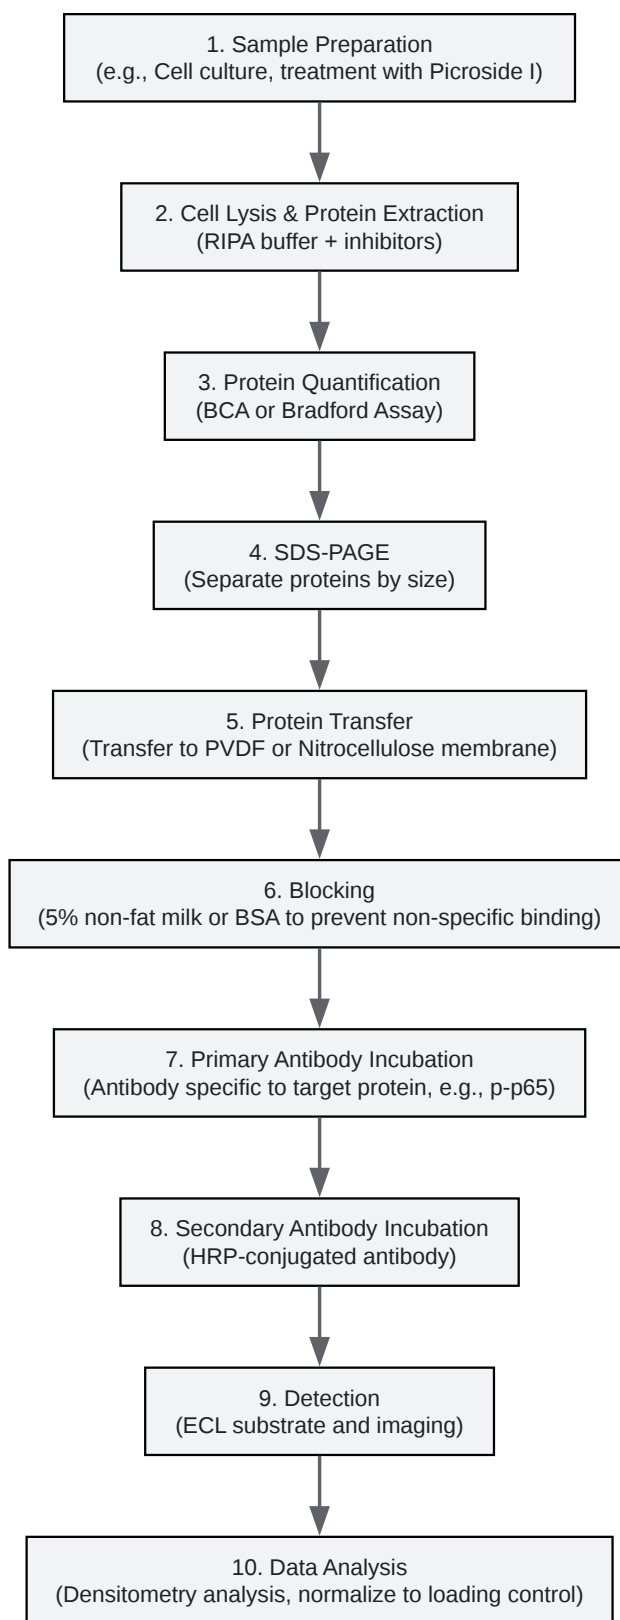 1. Sample Preparation
(e.g., Cell culture, treatment with Picroside I)
2. Cell Lysis & Protein Extraction
(RIPA buffer + inhibitors)
3. Protein Quantification
(BCA or Bradford Assay)
4. SDS-PAGE
(Separate proteins by size)
5. Protein Transfer
(Transfer to PVDF or Nitrocellulose membrane)
6. Blocking
(5% non-fat milk or BSA to prevent non-specific binding)
7. Primary Antibody Incubation
(Antibody specific to target protein, e.g., p-p65)
8. Secondary Antibody Incubation
(HRP-conjugated antibody)
9. Detection
(ECL substrate and imaging)
10. Data Analysis
(Densitometry analysis, normalize to loading control)